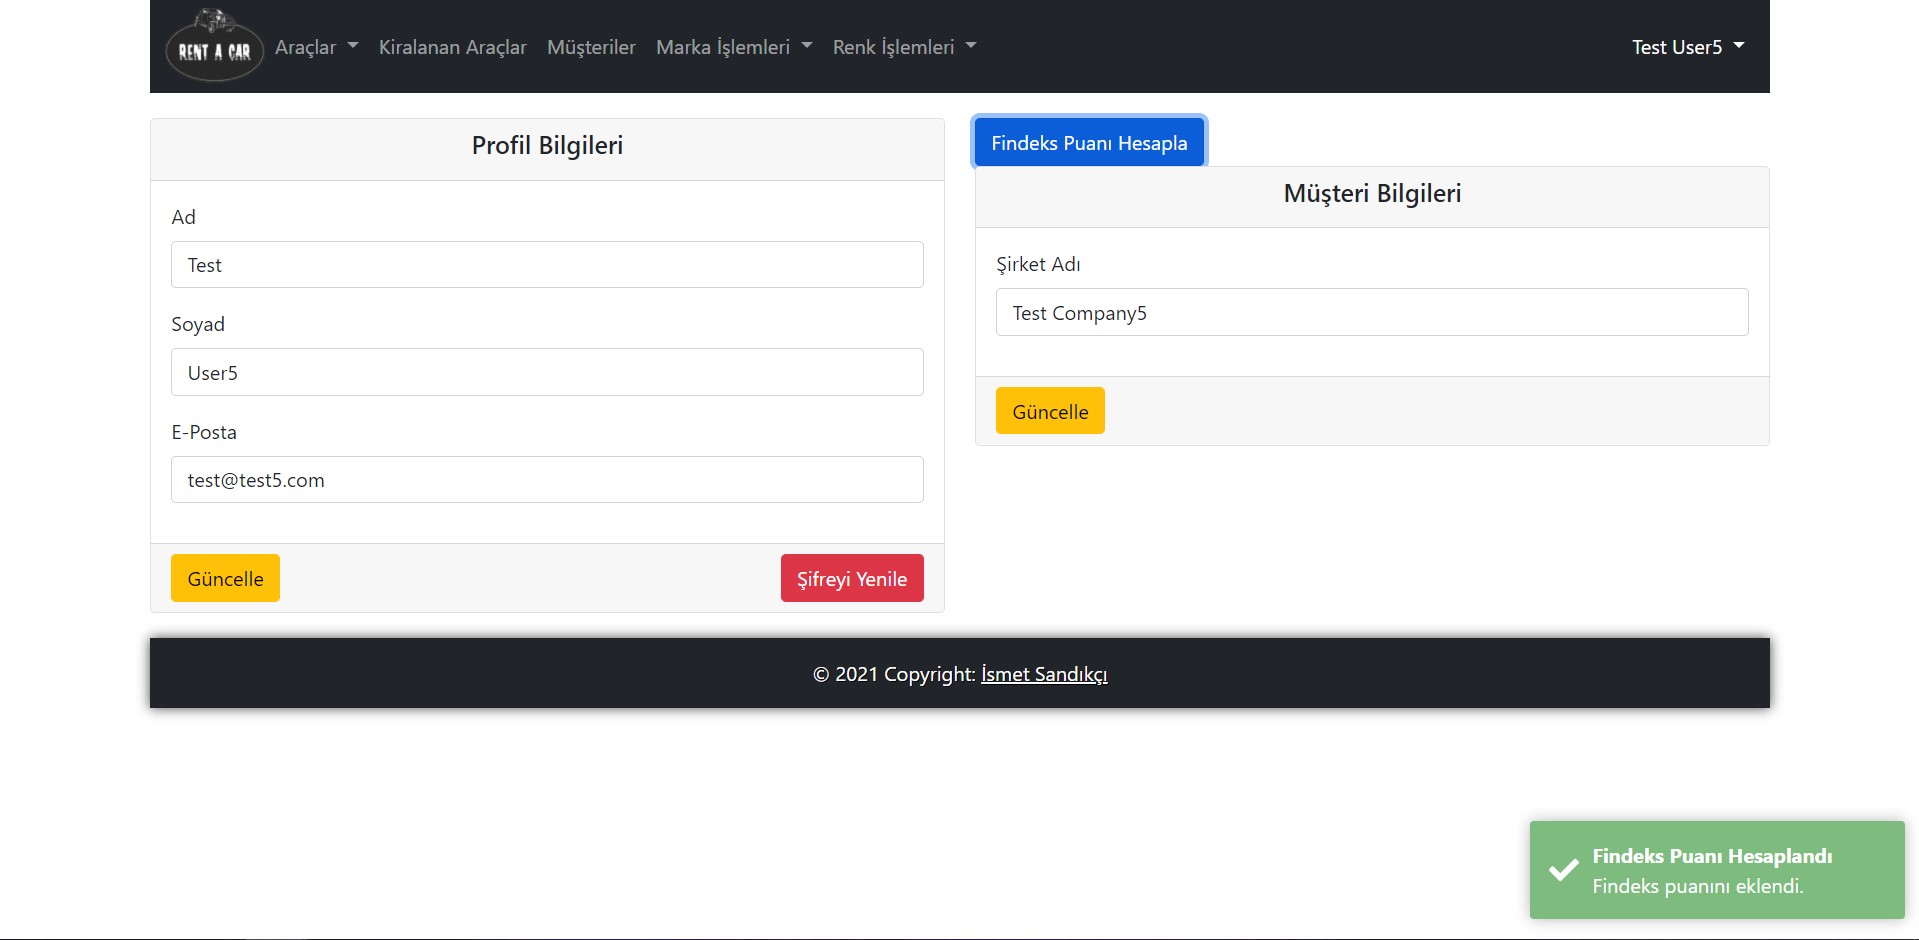 RENT A CAR
Araçlar
Kiralanan Araçlar
Müşteriler
Marka İşlemleri
Renk İşlemleri
Test User5
Profil Bilgileri
Ad
Test
Soyad
User5
E-Posta
test@test5.com
Güncelle
Şifreyi Yenile
Findeks Puanı Hesapla
Müşteri Bilgileri
Şirket Adı
Test Company5
Güncelle
© 2021 Copyright: İsmet Sandıkçı
Findeks Puanı Hesaplandı
Findeks puanını eklendi.